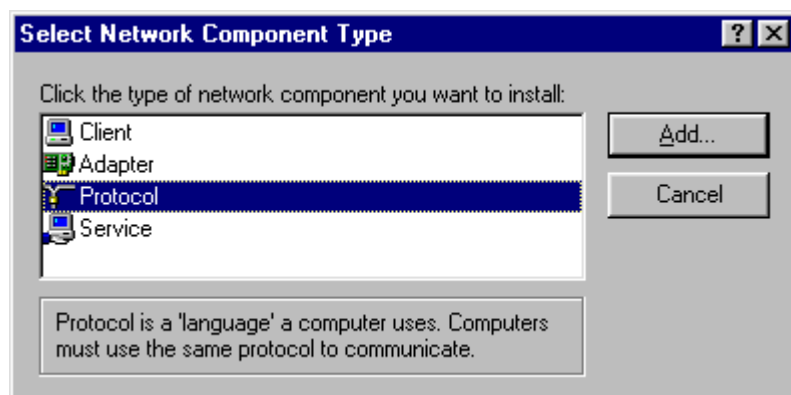 Select Network Component Type
Click the type of network component you want to install:
Client
Adapter
Protocol
Service
Add...
Cancel
Protocol is a 'language' a computer uses. Computers
must use the same protocol to communicate.